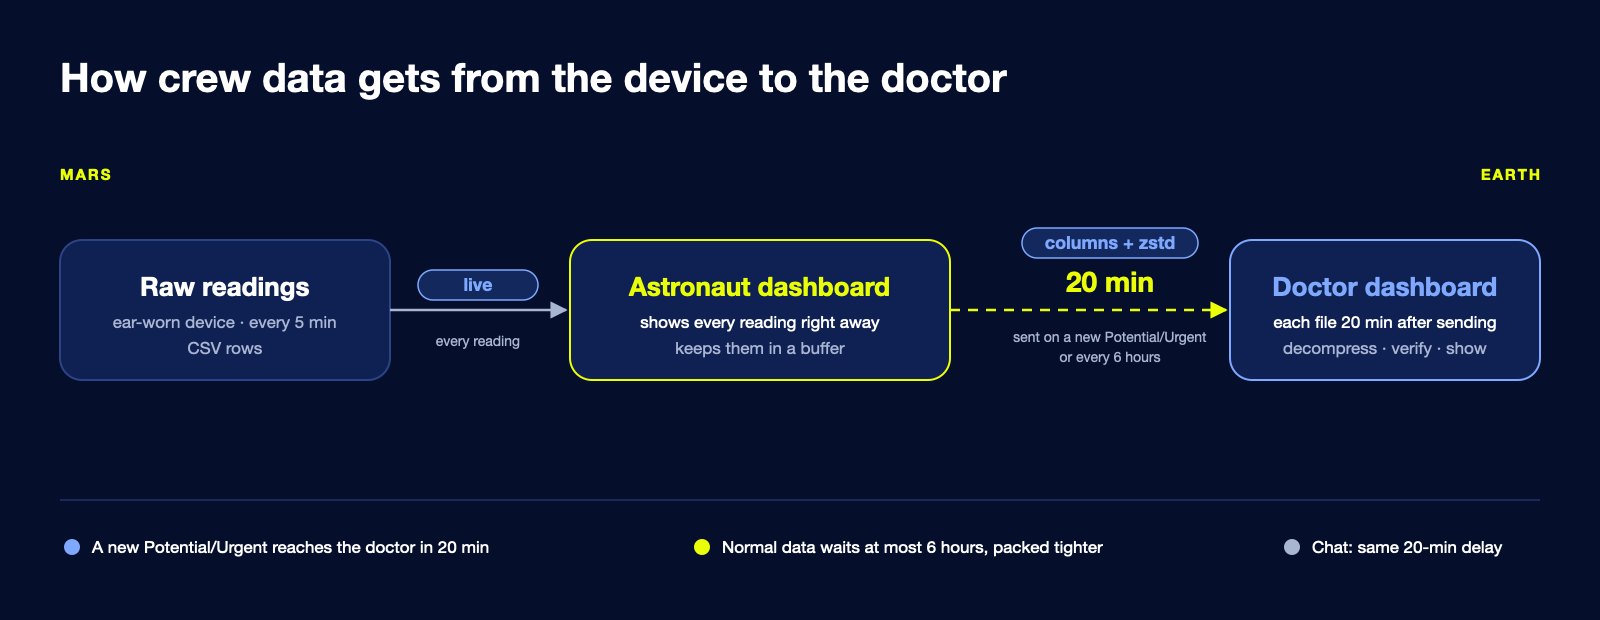 How crew data gets from the device to the doctor
MARS
EARTH
Raw readings
ear-worn device · every 5 min
CSV rows
live
every reading
Astronaut dashboard
shows every reading right away
keeps them in a buffer
columns + zstd
20 min
sent on a new Potential/Urgent
or every 6 hours
Doctor dashboard
each file 20 min after sending
decompress · verify · show
A new Potential/Urgent reaches the doctor in 20 min
Normal data waits at most 6 hours, packed tighter
Chat: same 20-min delay